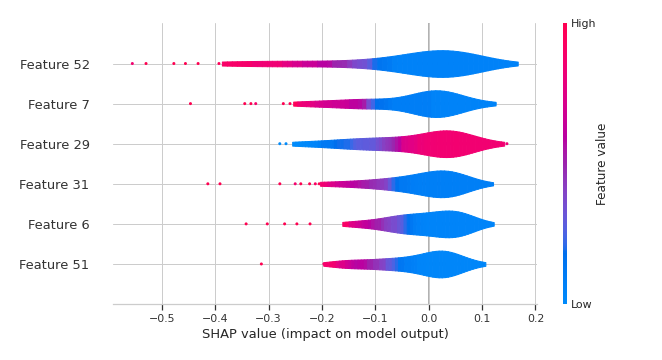 High
Feature 52
Feature 7
Feature 29
Feature 31
Feature 6
Feature 51
Feature value
Low
−0.5 −0.4 −0.3 −0.2 −0.1 0.0 0.1 0.2
SHAP value (impact on model output)